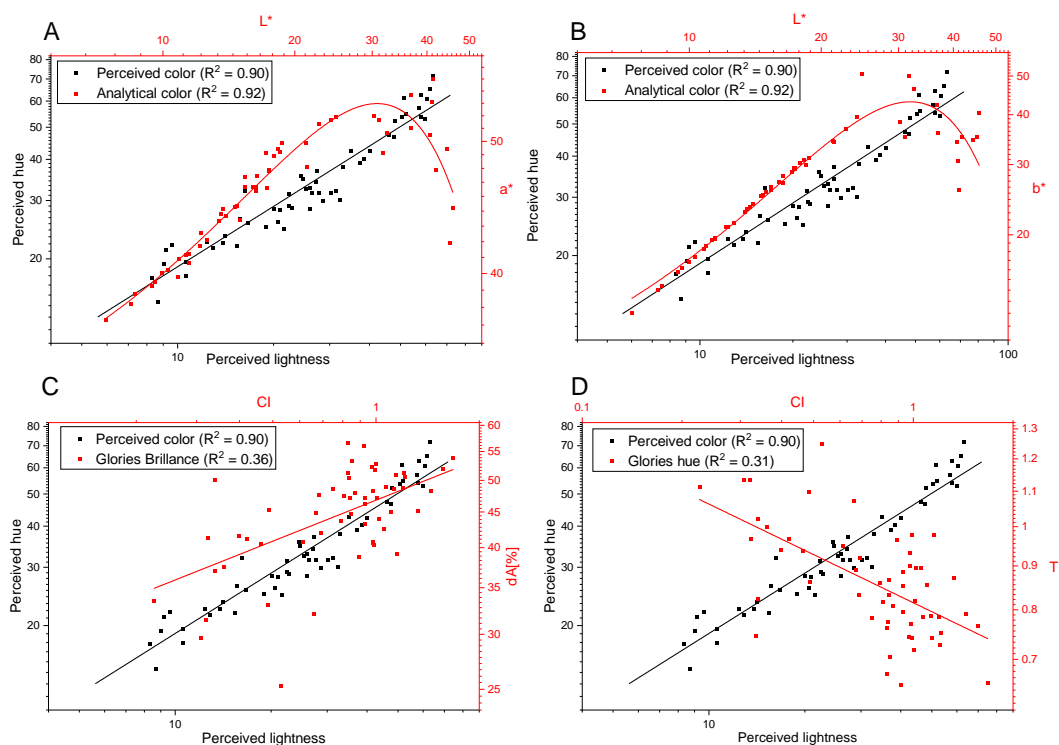 A
L*
10
20
30
40
50
Perceived color (R² = 0.90)
Analytical color (R² = 0.92)
80
70
60
50
40
30
20
Perceived hue
50
40
a*
10
Perceived lightness
B
L*
10
20
30
40
50
Perceived color (R² = 0.90)
Analytical color (R² = 0.92)
80
70
60
50
40
30
20
Perceived hue
50
40
30
20
b*
10
100
Perceived lightness
C
CI
1
Perceived color (R² = 0.90)
Glories Brillance (R² = 0.36)
80
70
60
50
40
30
20
Perceived hue
60
55
50
45
40
35
30
25
dA[%]
10
Perceived lightness
D
CI
0.1
1
Perceived color (R² = 0.90)
Glories hue (R² = 0.31)
80
70
60
50
40
30
20
Perceived hue
1.3
1.2
1.1
1
0.9
0.8
0.7
T
10
Perceived lightness